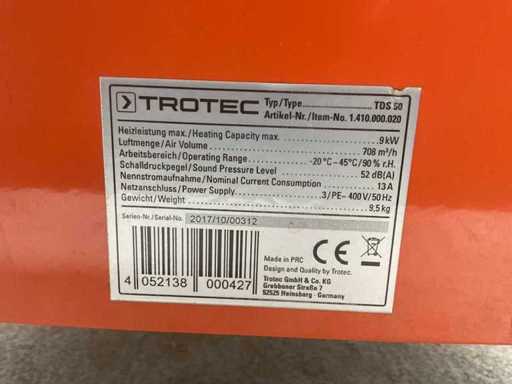 TROTEC
Typ/Type TDS 50
Artikel-Nr./Item-No. 1.410.000.020
Heizleistung max./Heating Capacity max. 9 kW
Luftmenge/Air Volume 708 m³/h
Arbeitsbereich/Operating Range -20 °C – 45°C/90 % r.H.
Schalldruckpegel/Sound Pressure Level 52 dB(A)
Nennstromaufnahme/Nominal Current Consumption 13 A
Netzanschluss/Power Supply 3/PE~ 400 V/50 Hz
Gewicht/Weight 9,5 kg
Serien-Nr./Serial-No. 2017/10/00312
Made in PRC
Design and Quality by Trotec.
CE
Trotec GmbH & Co. KG
Grebbener Straße 7
52525 Heinsberg - Germany
4 052138 000427